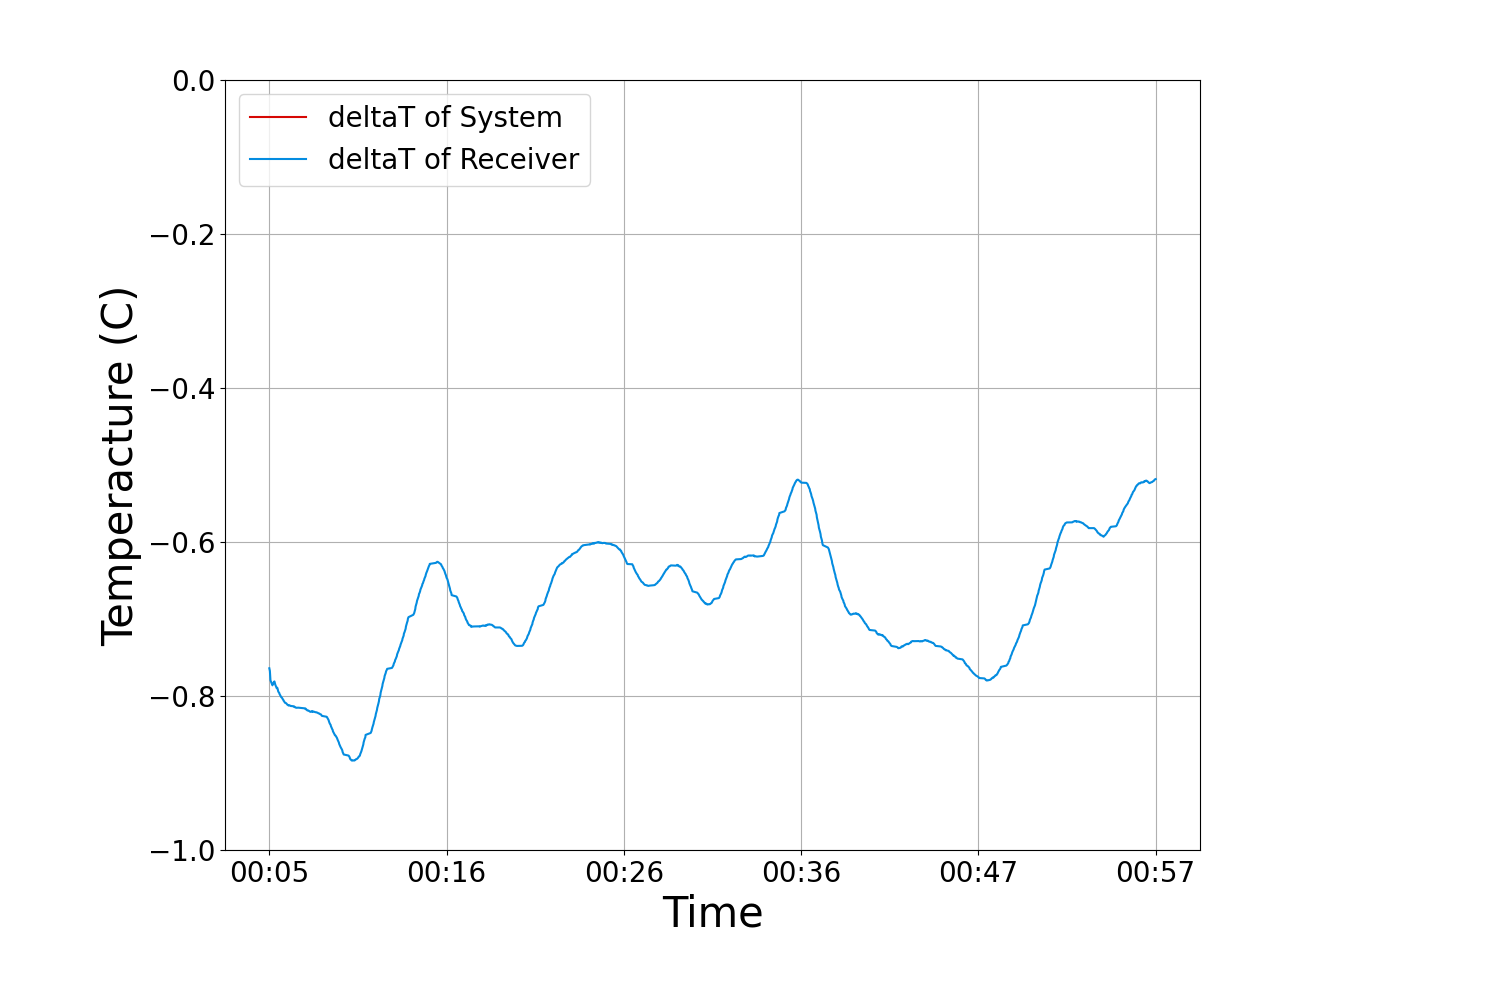 deltaT of System
deltaT of Receiver
0.0
−0.2
−0.4
−0.6
−0.8
−1.0
Temperacture (C)
00:05 00:16 00:26 00:36 00:47 00:57
Time